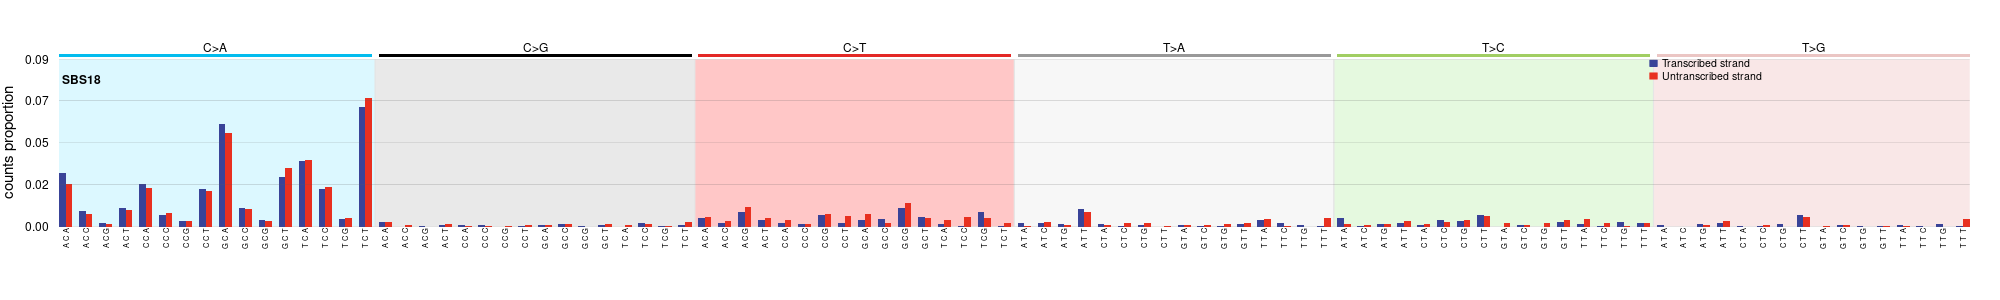 C>A C>G C>T T>A T>C T>G
0.09
SBS18
Transcribed strand
Untranscribed strand
0.07
0.05
0.02
0.00
counts proportion
ACA ACC ACG ACT CCA CCC CCG CCT GCA GCC GCG GCT TCA TCC TCG TCT ACA ACC ACG ACT CCA CCC CCG CCT GCA GCC GCG GCT TCA TCC TCG TCT ACA ACC ACG ACT CCA CCC CCG CCT GCA GCC GCG GCT TCA TCC TCG TCT ATA ATC ATG ATT CTA CTC CTG CTT GTA GTC GTG GTT TTA TTC TTG TTT ATA ATC ATG ATT CTA CTC CTG CTT GTA GTC GTG GTT TTA TTC TTG TTT ATA ATC ATG ATT CTA CTC CTG CTT GTA GTC GTG GTT TTA TTC TTG TTT